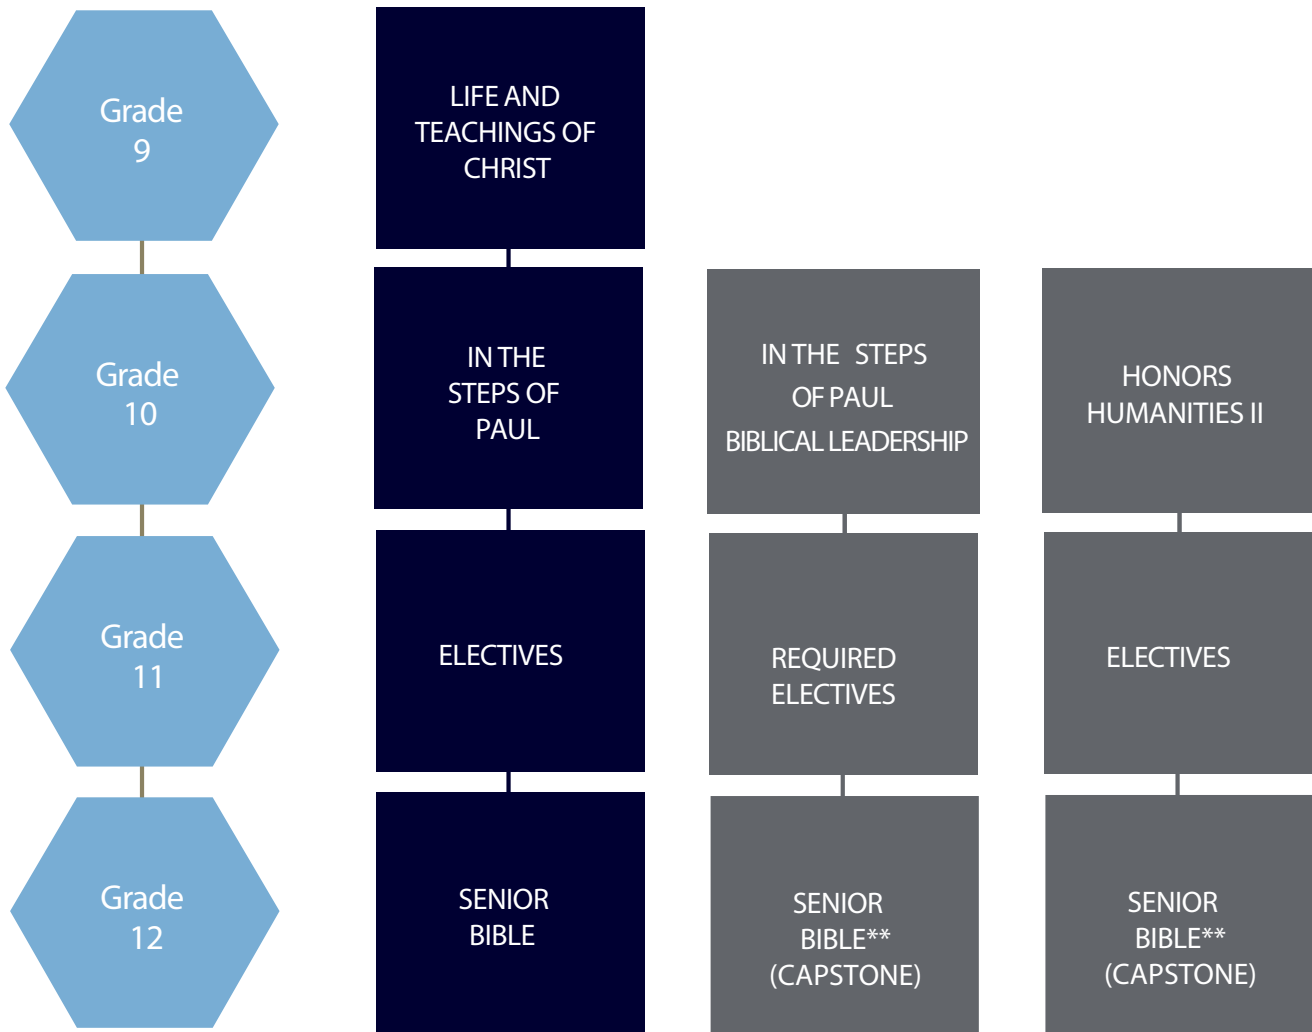 Grade
9
LIFE AND
TEACHINGS OF
CHRIST
Grade
10
IN THE
STEPS OF
PAUL
IN THE STEPS
OF PAUL
BIBLICAL LEADERSHIP
HONORS
HUMANITIES II
Grade
11
ELECTIVES
REQUIRED
ELECTIVES
ELECTIVES
Grade
12
SENIOR
BIBLE
SENIOR
BIBLE**
(CAPSTONE)
SENIOR
BIBLE**
(CAPSTONE)